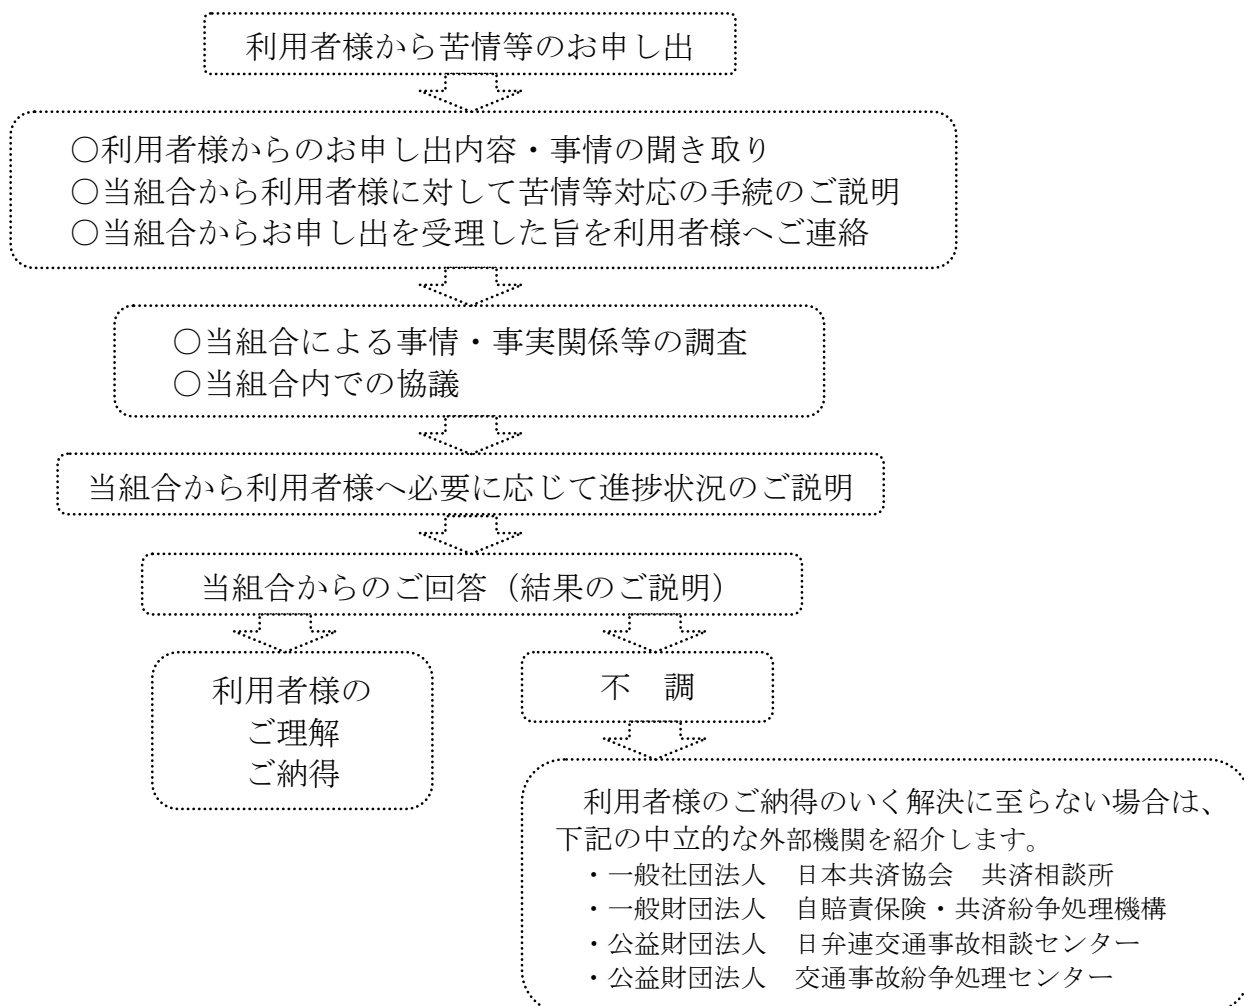 利用者様から苦情等のお申し出
○利用者様からのお申し出内容・事情の聞き取り
○当組合から利用者様に対して苦情等対応の手続のご説明
○当組合からお申し出を受理した旨を利用者様へご連絡
○当組合による事情・事実関係等の調査
○当組合内での協議
当組合から利用者様へ必要に応じて進捗状況のご説明
当組合からのご回答（結果のご説明）
利用者様の
ご理解
ご納得
不　調
利用者様のご納得のいく解決に至らない場合は、
下記の中立的な外部機関を紹介します。
・一般社団法人　日本共済協会　共済相談所
・一般財団法人　自賠責保険・共済紛争処理機構
・公益財団法人　日弁連交通事故相談センター
・公益財団法人　交通事故紛争処理センター